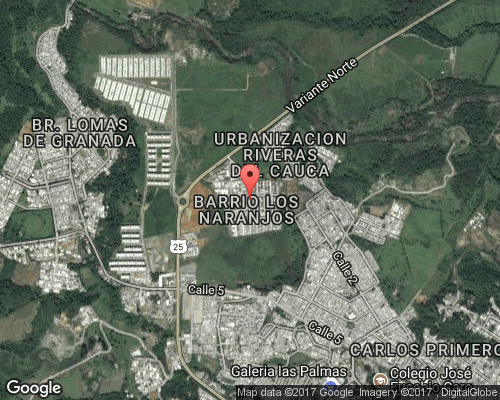 Variante Norte
BR. LOMAS
DE GRANADA
URBANIZACION
RIVERAS
CAUCA
BARRIO LOS
NARANJOS
25
Calle 5
Calle 2
Calle 5
CARLOS PRIMERO
Galeria las Palmas
Colegio José
Google
Map data ©2017 Google Imagery ©2017 , DigitalGlobe